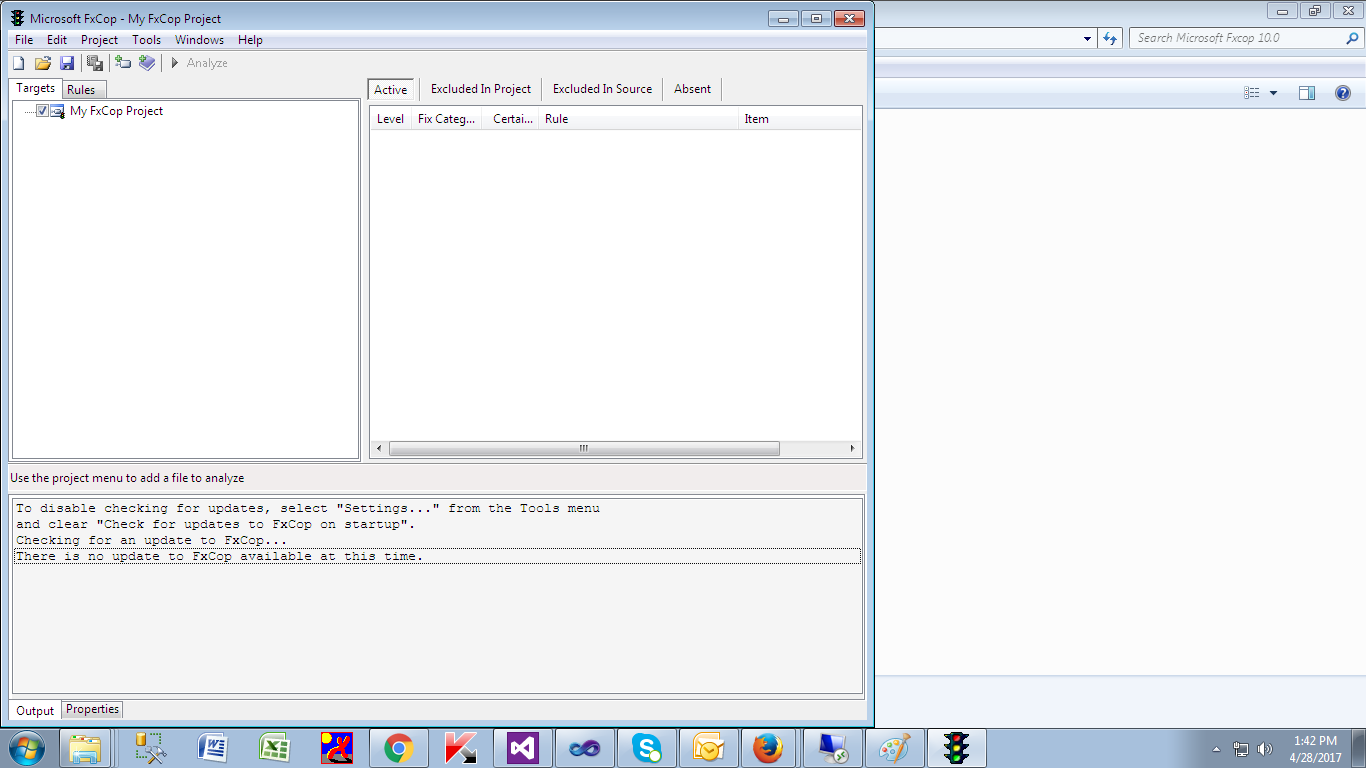 Microsoft FxCop - My FxCop Project
File Edit Project Tools Windows Help
Search Microsoft Fxcop 10.0
Analyze
Targets Rules
My FxCop Project
Active Excluded In Project Excluded In Source Absent
Level Fix Categ... Certai... Rule Item
Use the project menu to add a file to analyze
To disable checking for updates, select "Settings..." from the Tools menu
and clear "Check for updates to FxCop on startup".
Checking for an update to FxCop...
There is no update to FxCop available at this time.
Output Properties
1:42 PM
4/28/2017